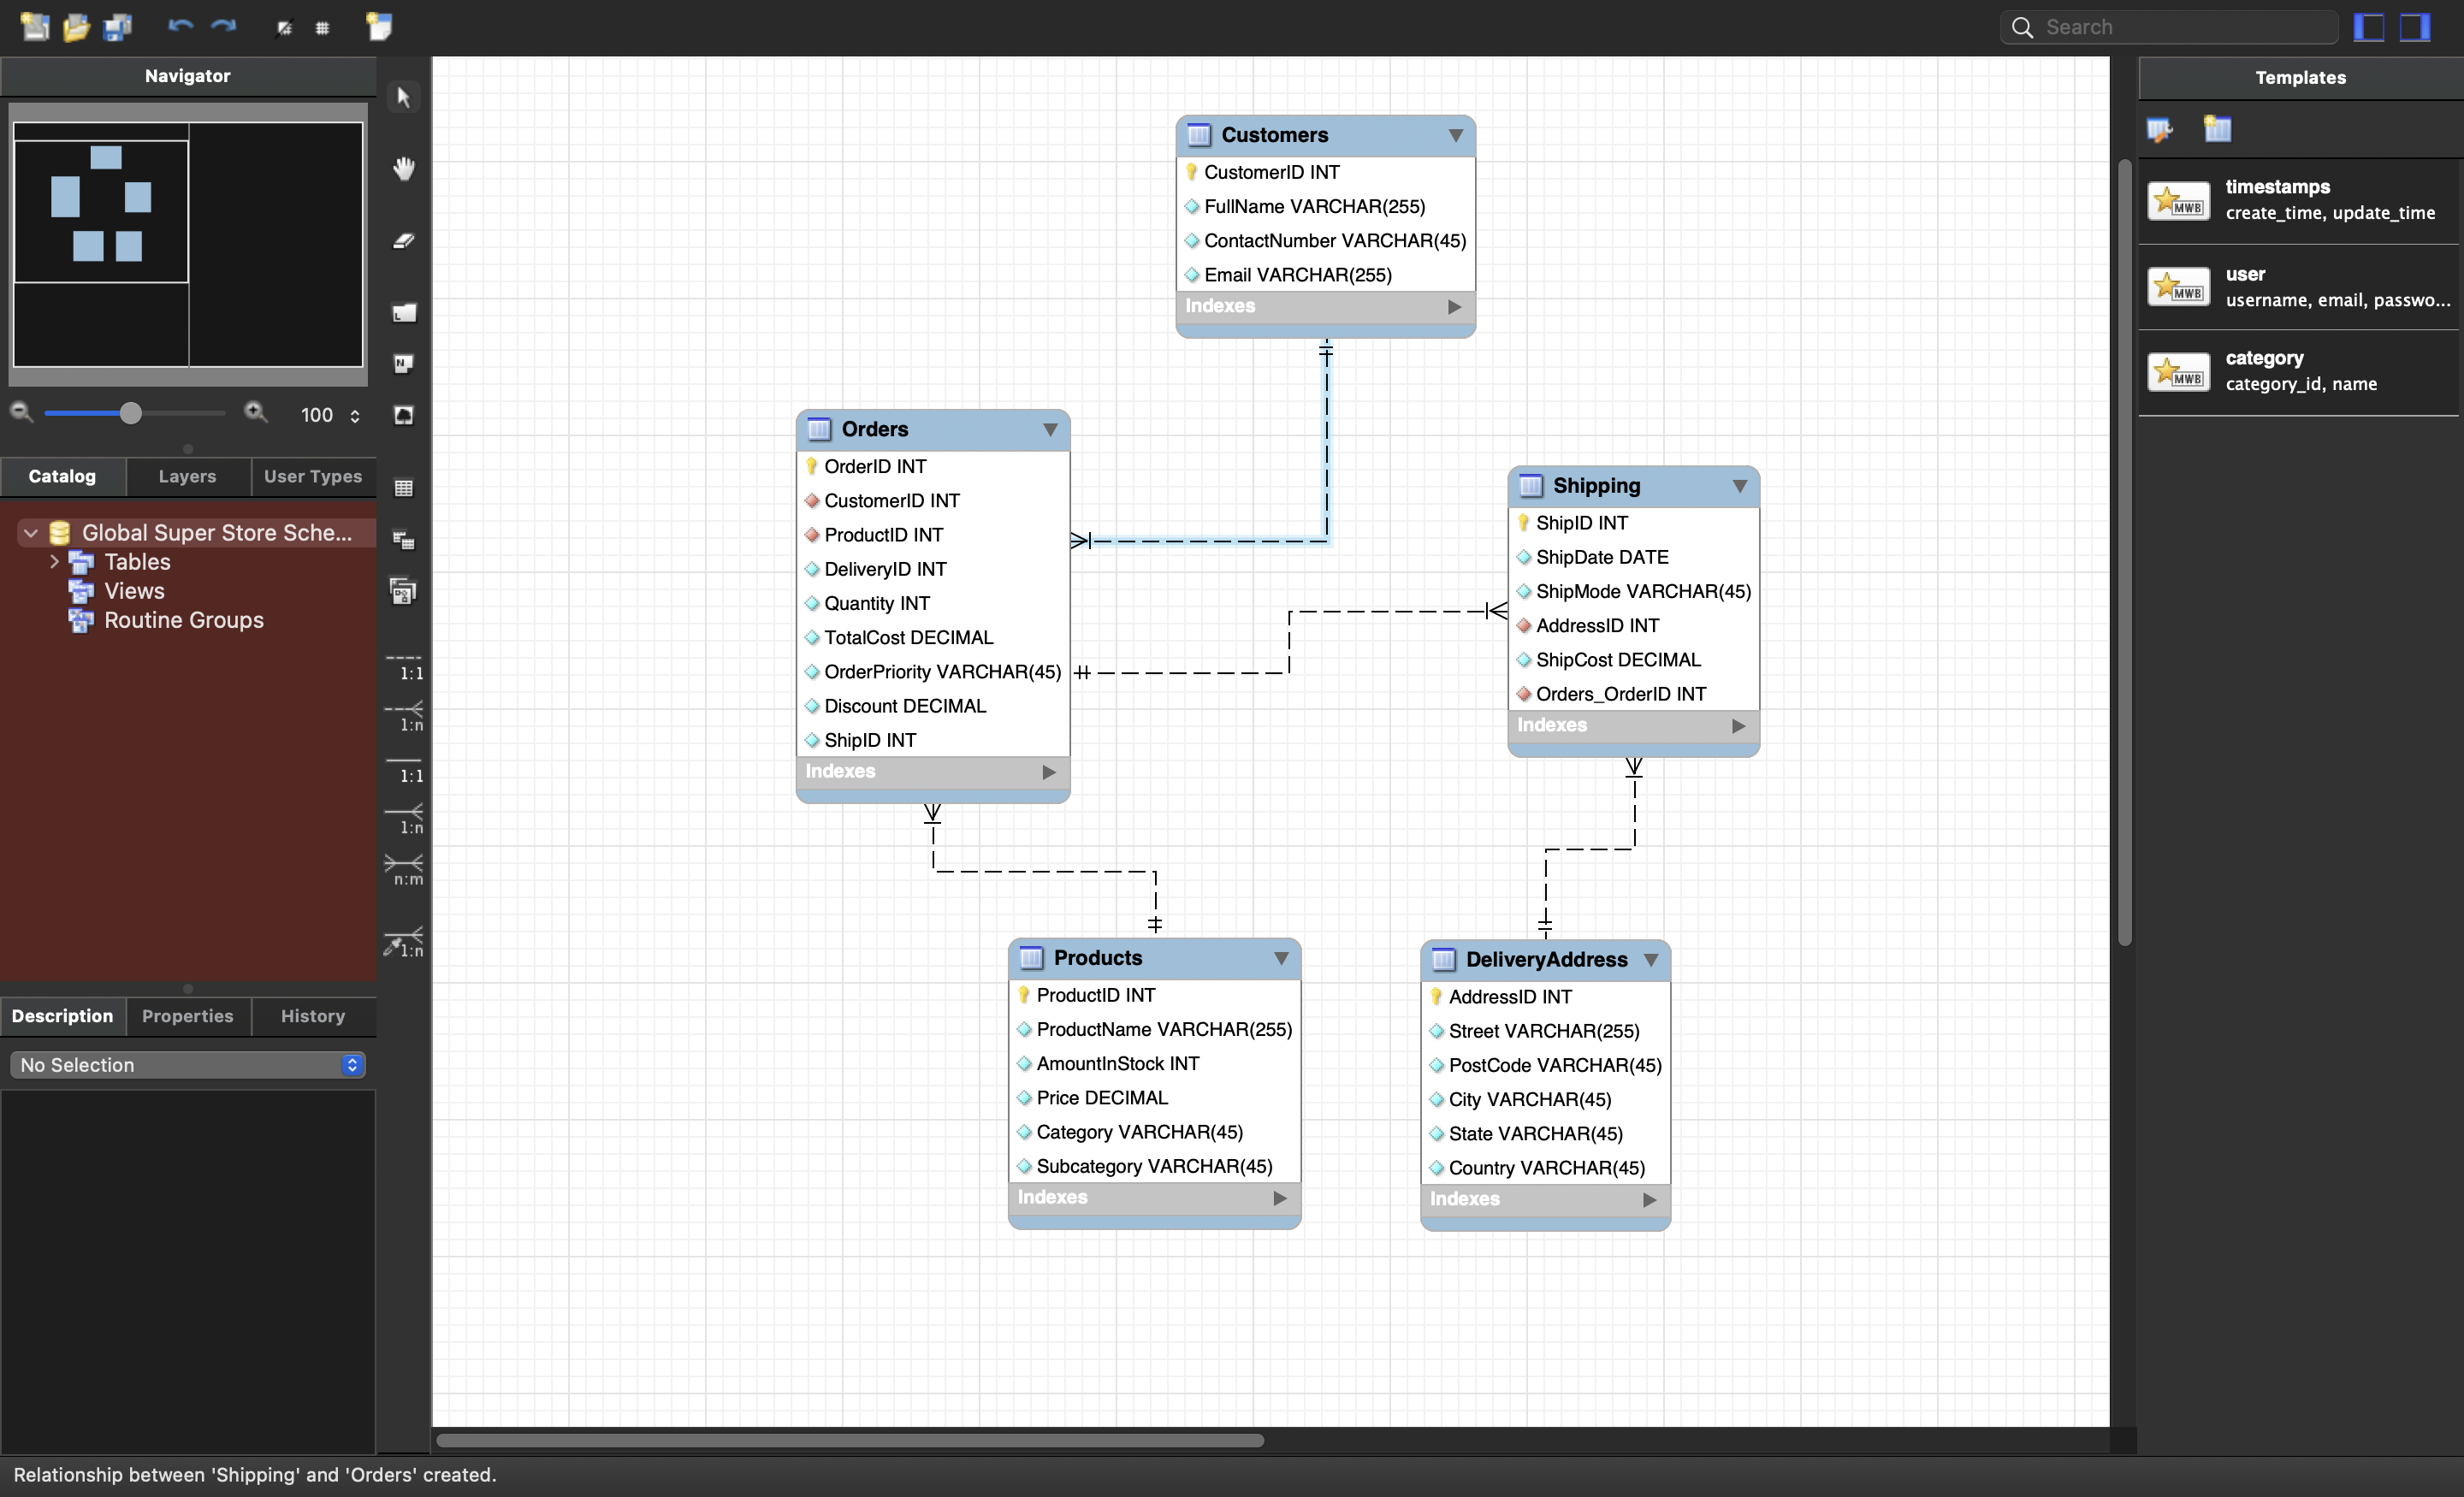 Search
Navigator
100
Catalog
Layers
User Types
Global Super Store Sche...
Tables
Views
Routine Groups
Description
Properties
History
No Selection
L
N
1:1
1:n
1:1
1:n
n:m
1:n
Customers
CustomerID INT
FullName VARCHAR(255)
ContactNumber VARCHAR(45)
Email VARCHAR(255)
Indexes
Orders
OrderID INT
CustomerID INT
ProductID INT
DeliveryID INT
Quantity INT
TotalCost DECIMAL
OrderPriority VARCHAR(45)
Discount DECIMAL
ShipID INT
Indexes
Shipping
ShipID INT
ShipDate DATE
ShipMode VARCHAR(45)
AddressID INT
ShipCost DECIMAL
Orders_OrderID INT
Indexes
Products
ProductID INT
ProductName VARCHAR(255)
AmountInStock INT
Price DECIMAL
Category VARCHAR(45)
Subcategory VARCHAR(45)
Indexes
DeliveryAddress
AddressID INT
Street VARCHAR(255)
PostCode VARCHAR(45)
City VARCHAR(45)
State VARCHAR(45)
Country VARCHAR(45)
Indexes
Templates
MWB
timestamps
create_time, update_time
MWB
user
username, email, passwo...
MWB
category
category_id, name
Relationship between 'Shipping' and 'Orders' created.